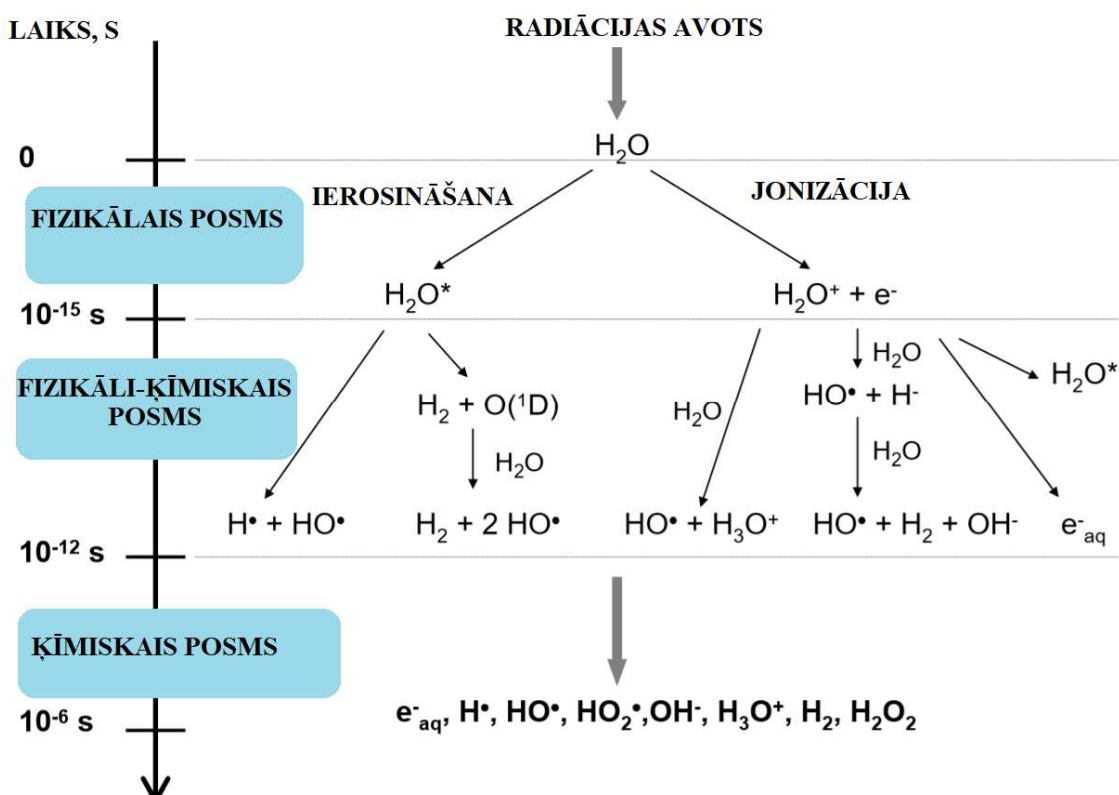 LAIKS, S
RADIĀCIJAS AVOTS
0
H₂O
IEROSINĀŠANA
JONIZĀCIJA
FIZIKĀLAIS POSMS
H₂O*
H₂O⁺ + e⁻
10⁻¹⁵ s
H₂O
H₂O*
FIZIKĀLI-ĶĪMISKAIS
POSMS
HO• + H⁻
H₂ + O(¹D)
H₂O
H₂O
H₂O
H• + HO•
H₂ + 2 HO•
HO• + H₃O⁺
HO• + H₂ + OH⁻
e⁻aq
10⁻¹² s
ĶĪMISKAIS POSMS
e⁻aq, H•, HO•, HO₂•,OH⁻, H₃O⁺, H₂, H₂O₂
10⁻⁶ s